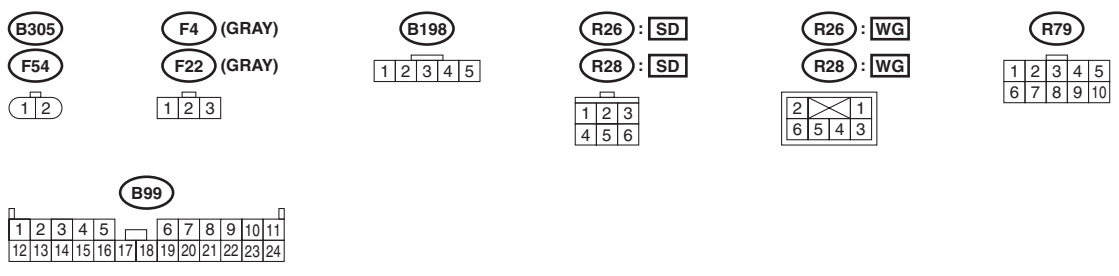 B305 F4 (GRAY) B198 R26 : SD R26 : WG R79
F54 F22 (GRAY) R28 : SD R28 : WG
1 2 1 2 3 1 2 3 4 5 1 2 3 2 1 1 2 3 4 5
4 5 6 6 5 4 3 6 7 8 9 10
B99
1 2 3 4 5 6 7 8 9 10 11
12 13 14 15 16 17 18 19 20 21 22 23 24